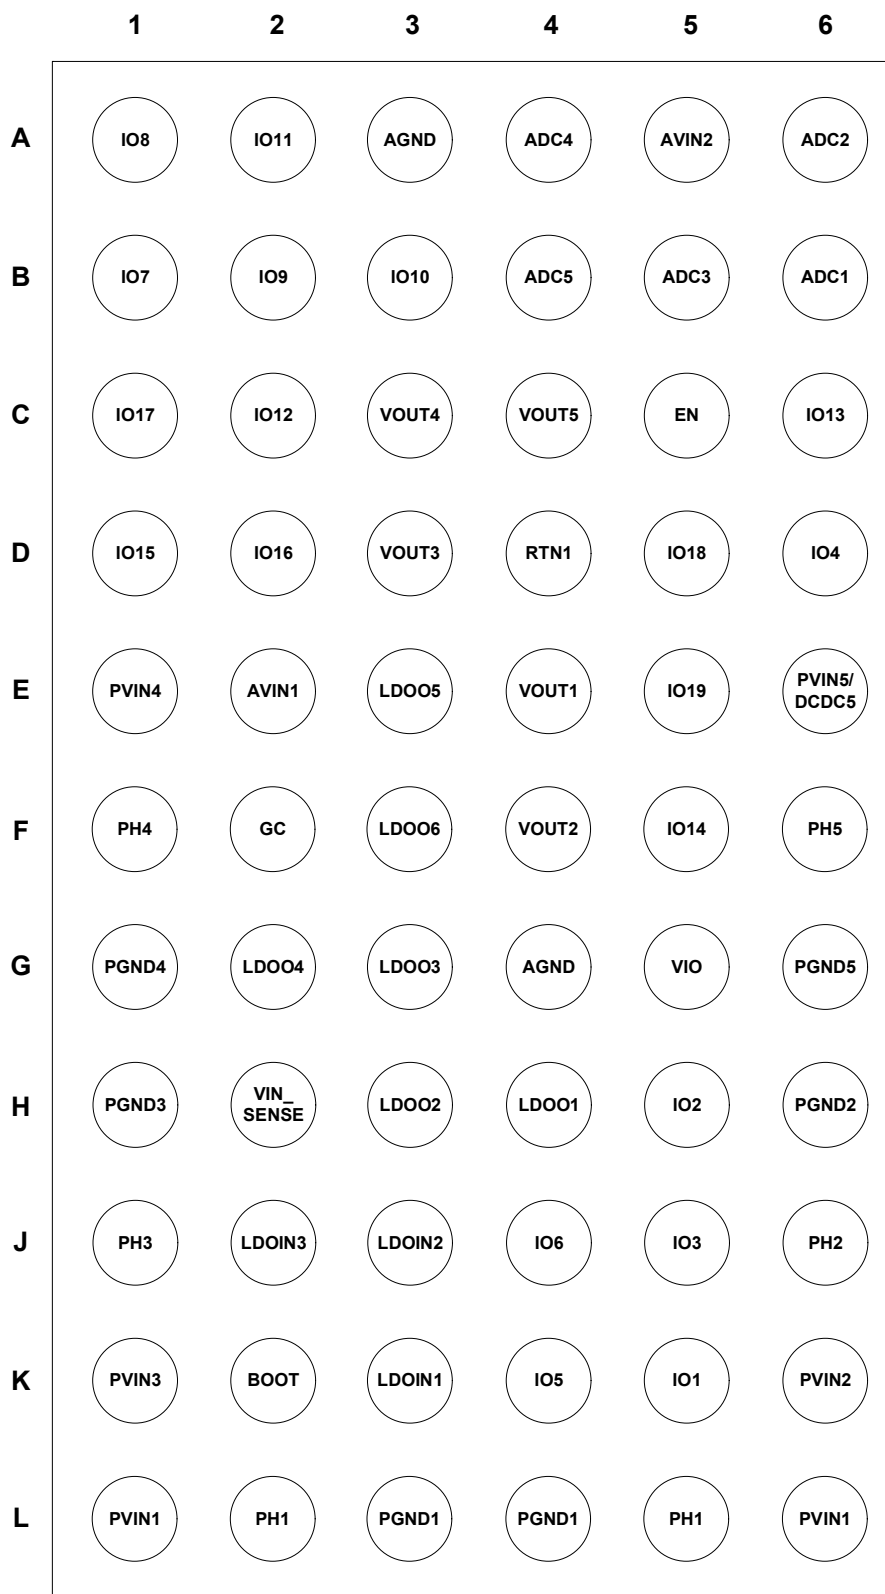 1 2 3 4 5 6
A IO8 IO11 AGND ADC4 AVIN2 ADC2
B IO7 IO9 IO10 ADC5 ADC3 ADC1
C IO17 IO12 VOUT4 VOUT5 EN IO13
D IO15 IO16 VOUT3 RTN1 IO18 IO4
E PVIN4 AVIN1 LDOO5 VOUT1 IO19 PVIN5/
DCDC5
F PH4 GC LDOO6 VOUT2 IO14 PH5
G PGND4 LDOO4 LDOO3 AGND VIO PGND5
H PGND3 VIN_
SENSE LDOO2 LDOO1 IO2 PGND2
J PH3 LDOIN3 LDOIN2 IO6 IO3 PH2
K PVIN3 BOOT LDOIN1 IO5 IO1 PVIN2
L PVIN1 PH1 PGND1 PGND1 PH1 PVIN1